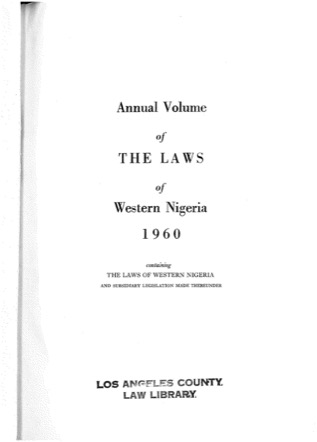 Annual Volume
of
THE LAWS
of
Western Nigeria
1960
containing
THE LAWS OF WESTERN NIGERIA
AND SUBSIDIARY LEGISLATION MADE THEREUNDER
LOS ANGELES COUNTY.
LAW LIBRARY.